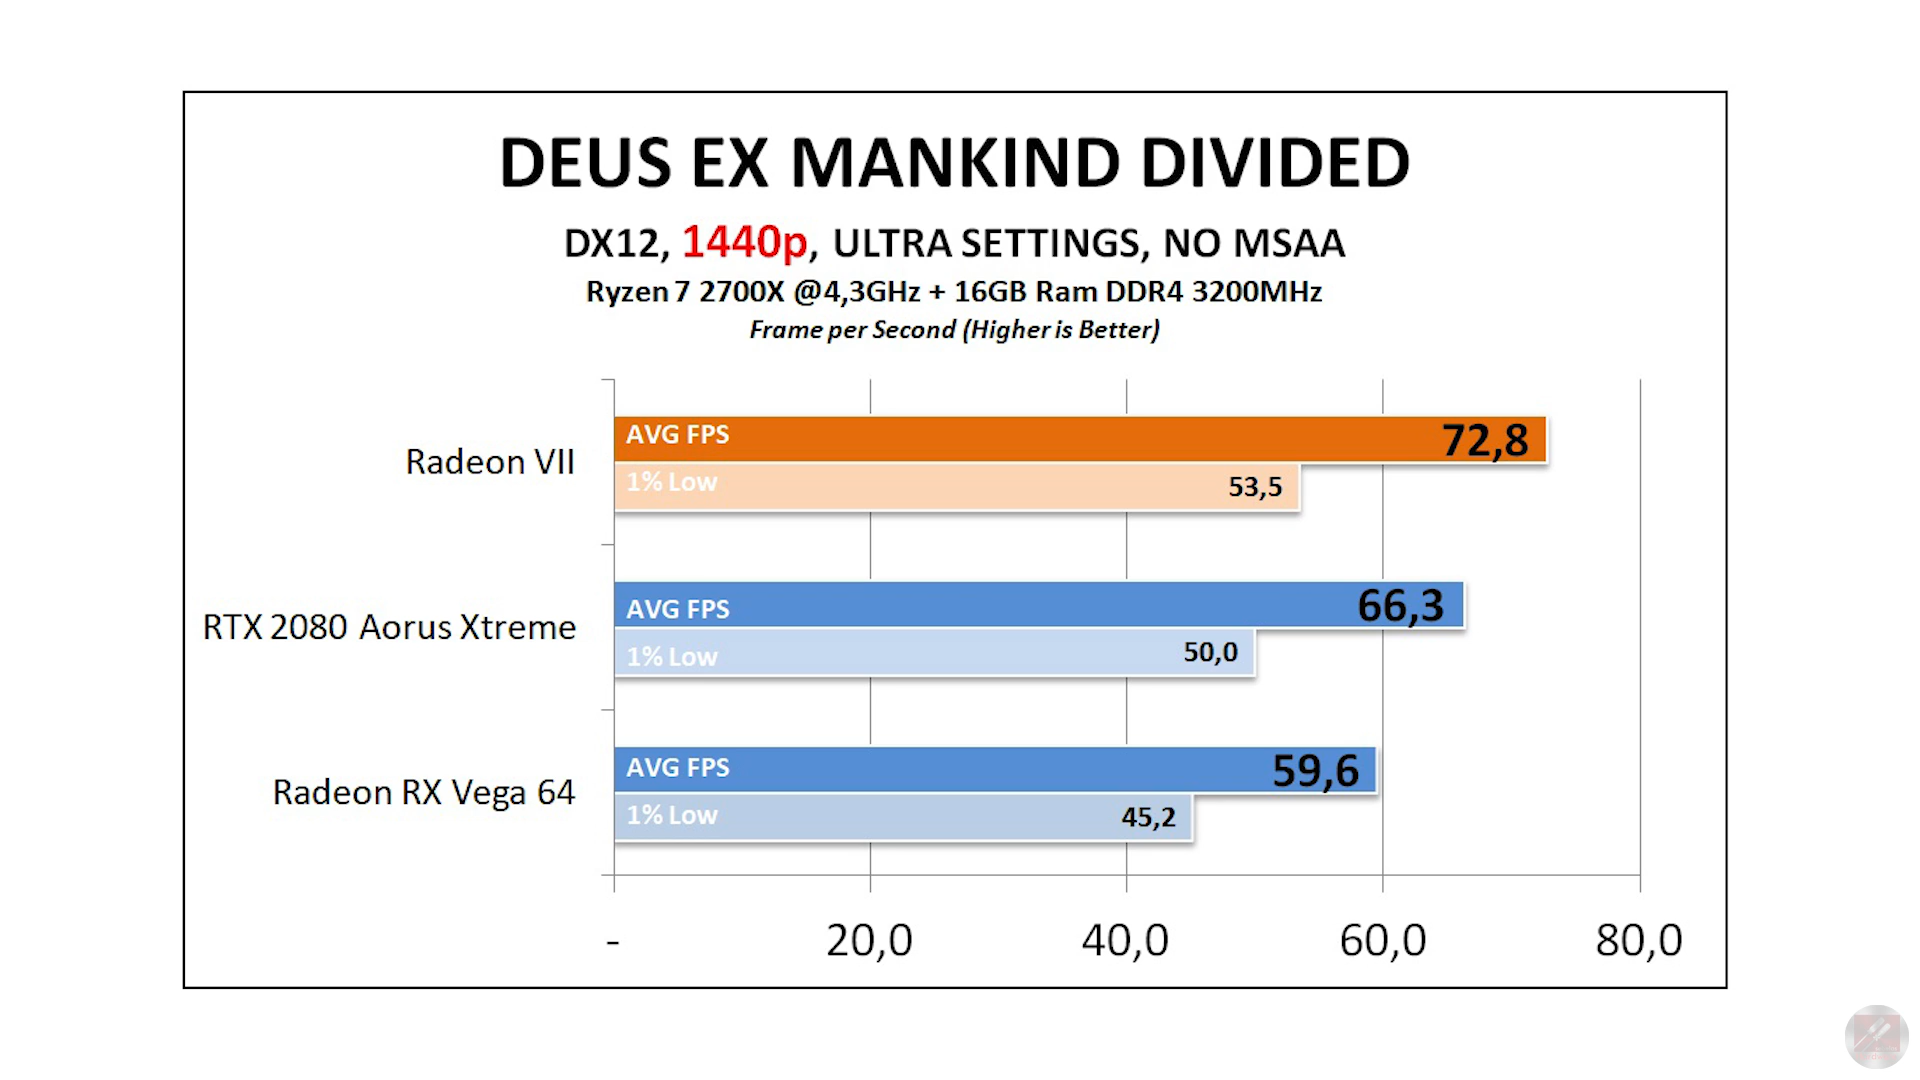 DEUS EX MANKIND DIVIDED
DX12, 1440p, ULTRA SETTINGS, NO MSAA
Ryzen 7 2700X @4,3GHz + 16GB Ram DDR4 3200MHz
Frame per Second (Higher is Better)
Radeon VII
AVG FPS 72,8
1% Low 53,5
RTX 2080 Aorus Xtreme
AVG FPS 66,3
1% Low 50,0
Radeon RX Vega 64
AVG FPS 59,6
1% Low 45,2
- 20,0 40,0 60,0 80,0